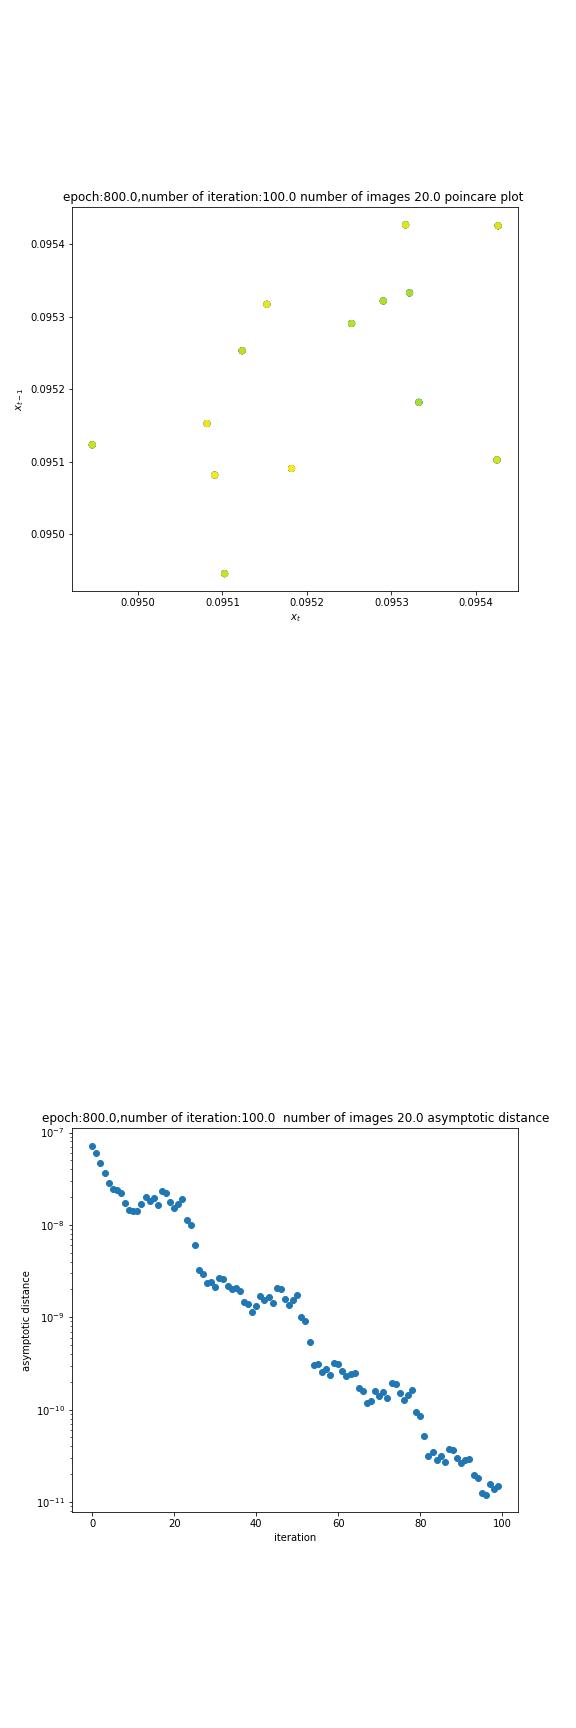 epoch:800.0,number of iteration:100.0 number of images 20.0 poincare plot
0.0954
0.0953
0.0952
0.0951
0.0950
x_{t-1}
0.0950 0.0951 0.0952 0.0953 0.0954
x_t
epoch:800.0,number of iteration:100.0  number of images 20.0 asymptotic distance
10^{-7}
10^{-8}
10^{-9}
10^{-10}
10^{-11}
asymptotic distance
0 20 40 60 80 100
iteration